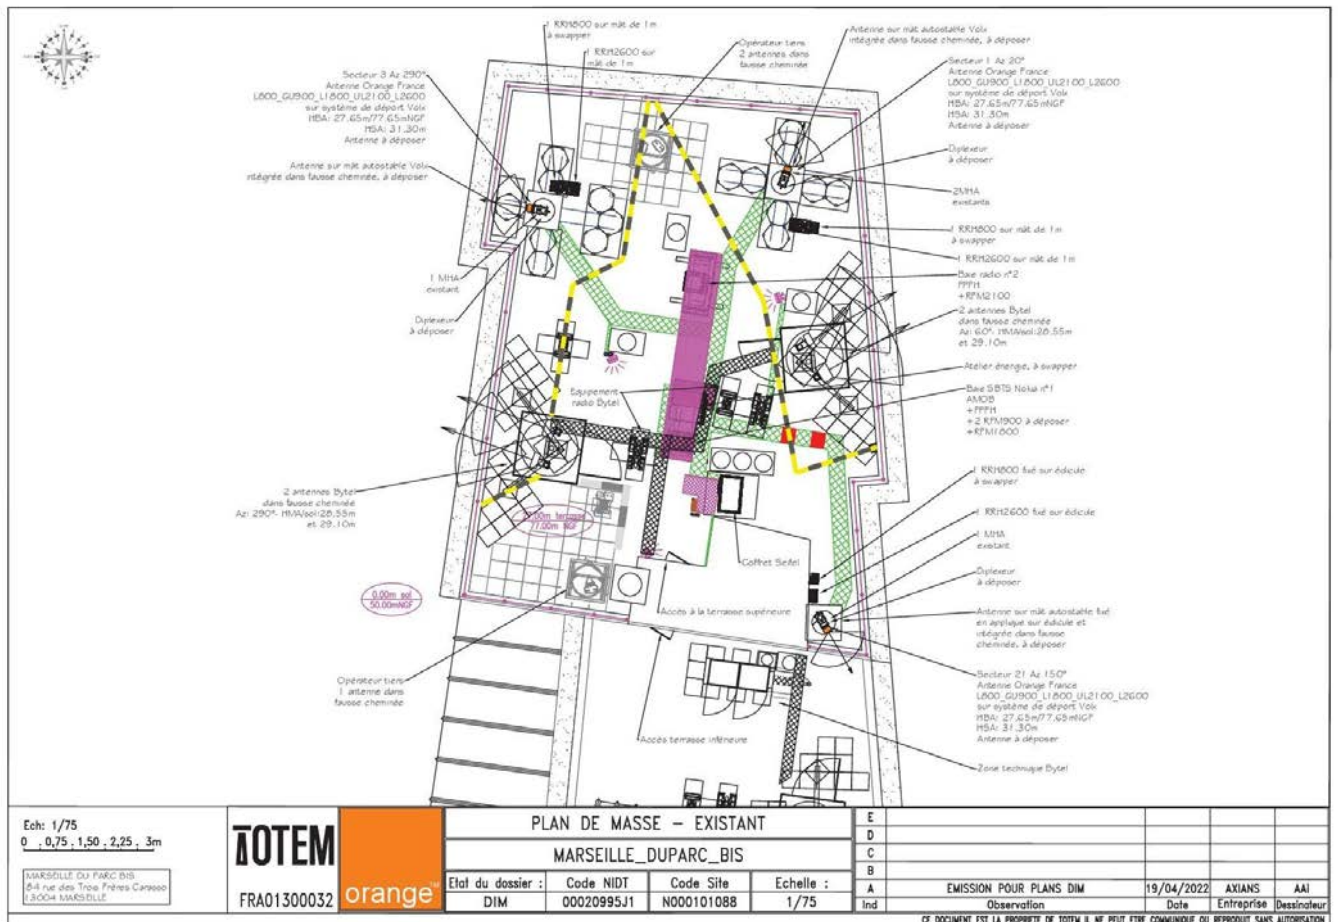 1 RRH800 sur mât de 1m
à swapper
1 RRH2600 sur
mât de 1m
Opérateur tiers
2 antennes dans
fausse cheminée
Antenne sur mât autostable Volx
intégrée dans fausse cheminée, à déposer
Secteur 3 Az 290°
Antenne Orange France
L800_GU900_L1800_UL2100_L2600
sur système de déport Volx
HBA: 27.65m/77.65mNGF
HSA: 31.30m
Antenne à déposer
Antenne sur mât autostable Volx
intégrée dans fausse cheminée, à déposer
1 MHA
existant
Diplexeur
à déposer
Secteur 1 Az 20°
Antenne Orange France
L800_GU900_L1800_UL2100_L2600
sur système de déport Volx
HBA: 27.65m/77.65mNGF
HSA: 31.30m
Antenne à déposer
Diplexeur
à déposer
2MHA
existants
1 RRH800 sur mât de 1m
à swapper
1 RRH2600 sur mât de 1m
Baie radio n°2
FPFH
+RFM2100
2 antennes Bytel
dans fausse cheminée
Az: 60°- HMA/sol:28.55m
et 29.10m
Atelier énergie, à swapper
Baie SBTS Nokia n°1
AMOB
+FPFH
+2 RFM900 à déposer
+RFM1800
Equipement
radio Bytel
2 antennes Bytel
dans fausse cheminée
Az: 290°- HMA/sol:28.55m
et 29.10m
77.00m NGF
0.00m sol
50.00mNGF
Coffret Sefel
Accès à la terrasse supérieure
1 RRH800 fixé sur édicule
à swapper
1 RRH2600 fixé sur édicule
1 MHA
existant
Diplexeur
à déposer
Antenne sur mât autostable fixé
en applique sur édicule et
intégrée dans fausse
cheminée, à déposer
Secteur 21 Az 150°
Antenne Orange France
L800_GU900_L1800_UL2100_L2600
sur système de déport Volx
HBA: 27.65m/77.65mNGF
HSA: 31.30m
Antenne à déposer
Opérateur tiers
1 antenne dans
fausse cheminée
Accès terrasse inférieure
Zone technique Bytel
Ech: 1/75
0 0,75 1,50 2,25 3m
MARSEILLE DU PARC BIS
84 rue des Trois Frères Carasso
13004 MARSEILLE
TOTEM
FRA01300032
orange™
PLAN DE MASSE - EXISTANT
MARSEILLE_DUPARC_BIS
Etat du dossier : Code NIDT Code Site Echelle :
DIM 00020995J1 N000101088 1/75
E
D
C
B
A EMISSION POUR PLANS DIM 19/04/2022 AXIANS AAI
Ind Observation Date Entreprise Dessinateur
CE DOCUMENT EST LA PROPRIETE DE TOTEM IL NE PEUT ETRE COMMUNIQUE OU REPRODUIT SANS AUTORISATION